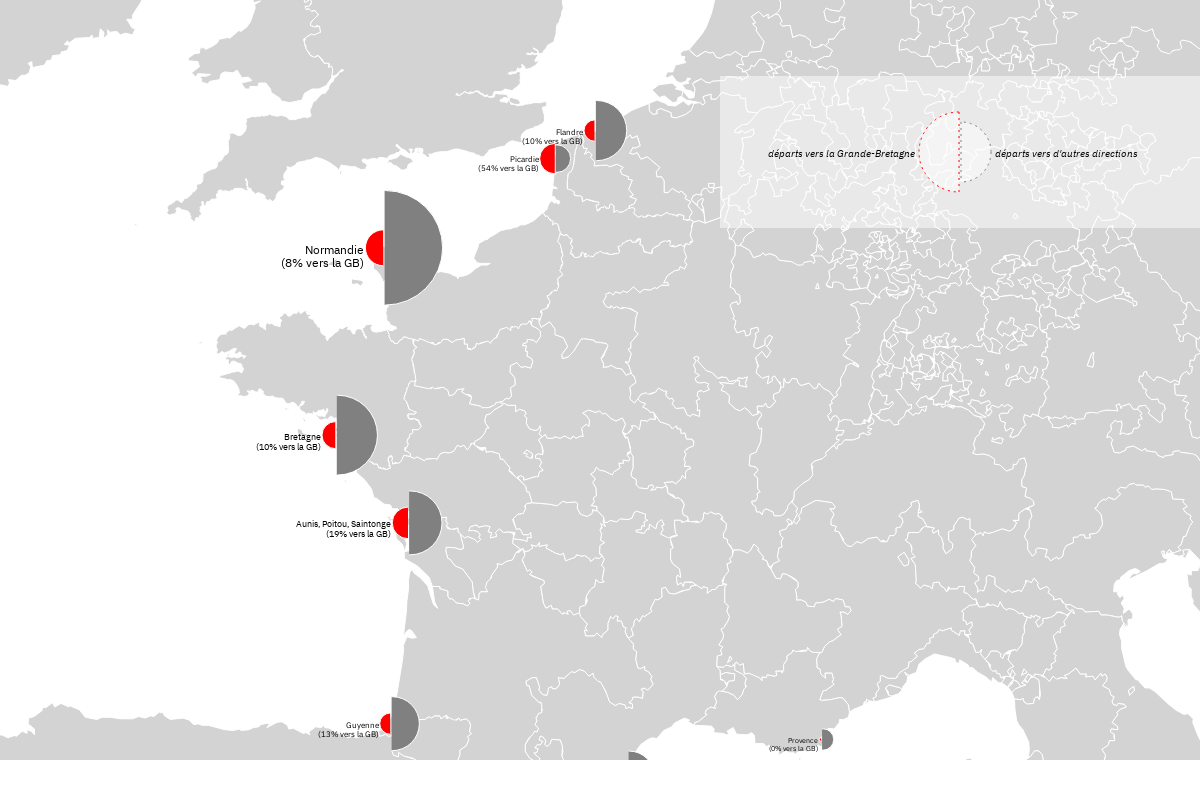 Flandre
(10% vers la GB)
départs vers la Grande-Bretagne
départs vers d'autres directions
Picardie
(54% vers la GB)
Normandie
(8% vers la GB)
Bretagne
(10% vers la GB)
Aunis, Poitou, Saintonge
(19% vers la GB)
Guyenne
(13% vers la GB)
Provence
(0% vers la GB)